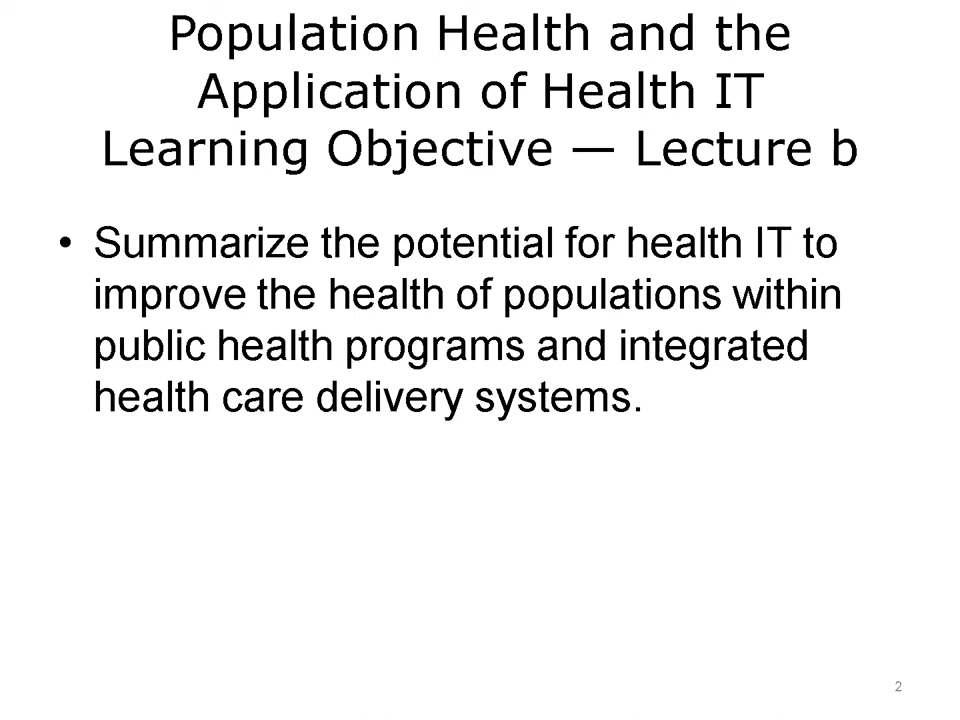 Population Health and the
Application of Health IT
Learning Objective — Lecture b
• Summarize the potential for health IT to
improve the health of populations within
public health programs and integrated
health care delivery systems.
2